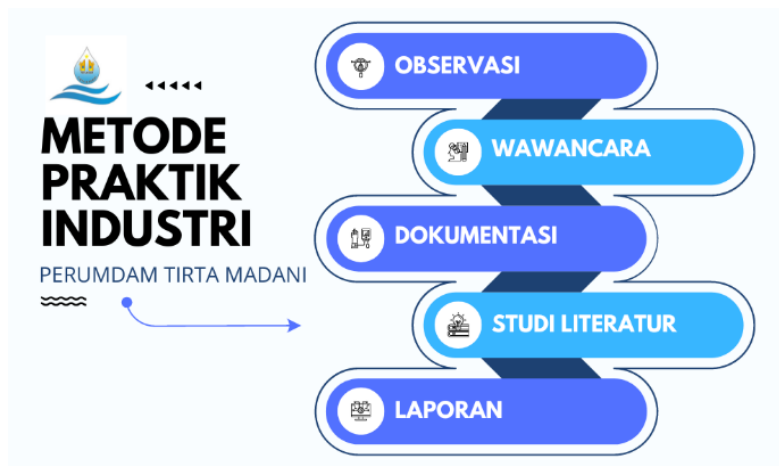 METODE
PRAKTIK
INDUSTRI
PERUMDAM TIRTA MADANI
OBSERVASI
WAWANCARA
DOKUMENTASI
STUDI LITERATUR
LAPORAN